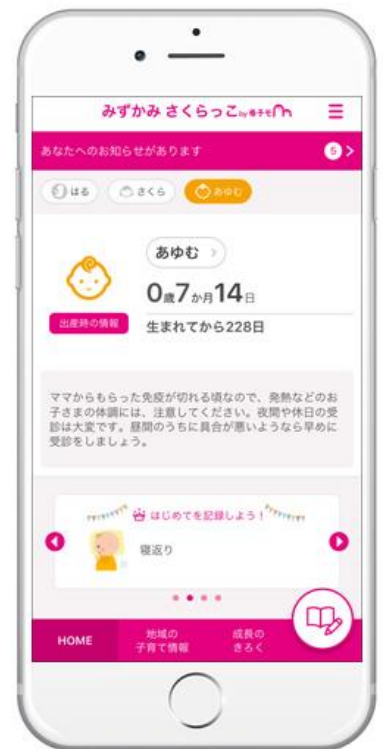 みずかみ さくらっこ by 母子モ
あなたへのお知らせがあります 5
はる さくら あゆむ
あゆむ
0歳7か月14日
出産時の情報
生まれてから228日
ママからもらった免疫が切れる頃なので、発熱などのお
子さまの体調には、注意してください。夜間や休日の受
診は大変です。昼間のうちに具合が悪いようなら早めに
受診をしましょう。
はじめてを記録しよう!
寝返り
HOME
地域の
子育て情報
成長の
きろく